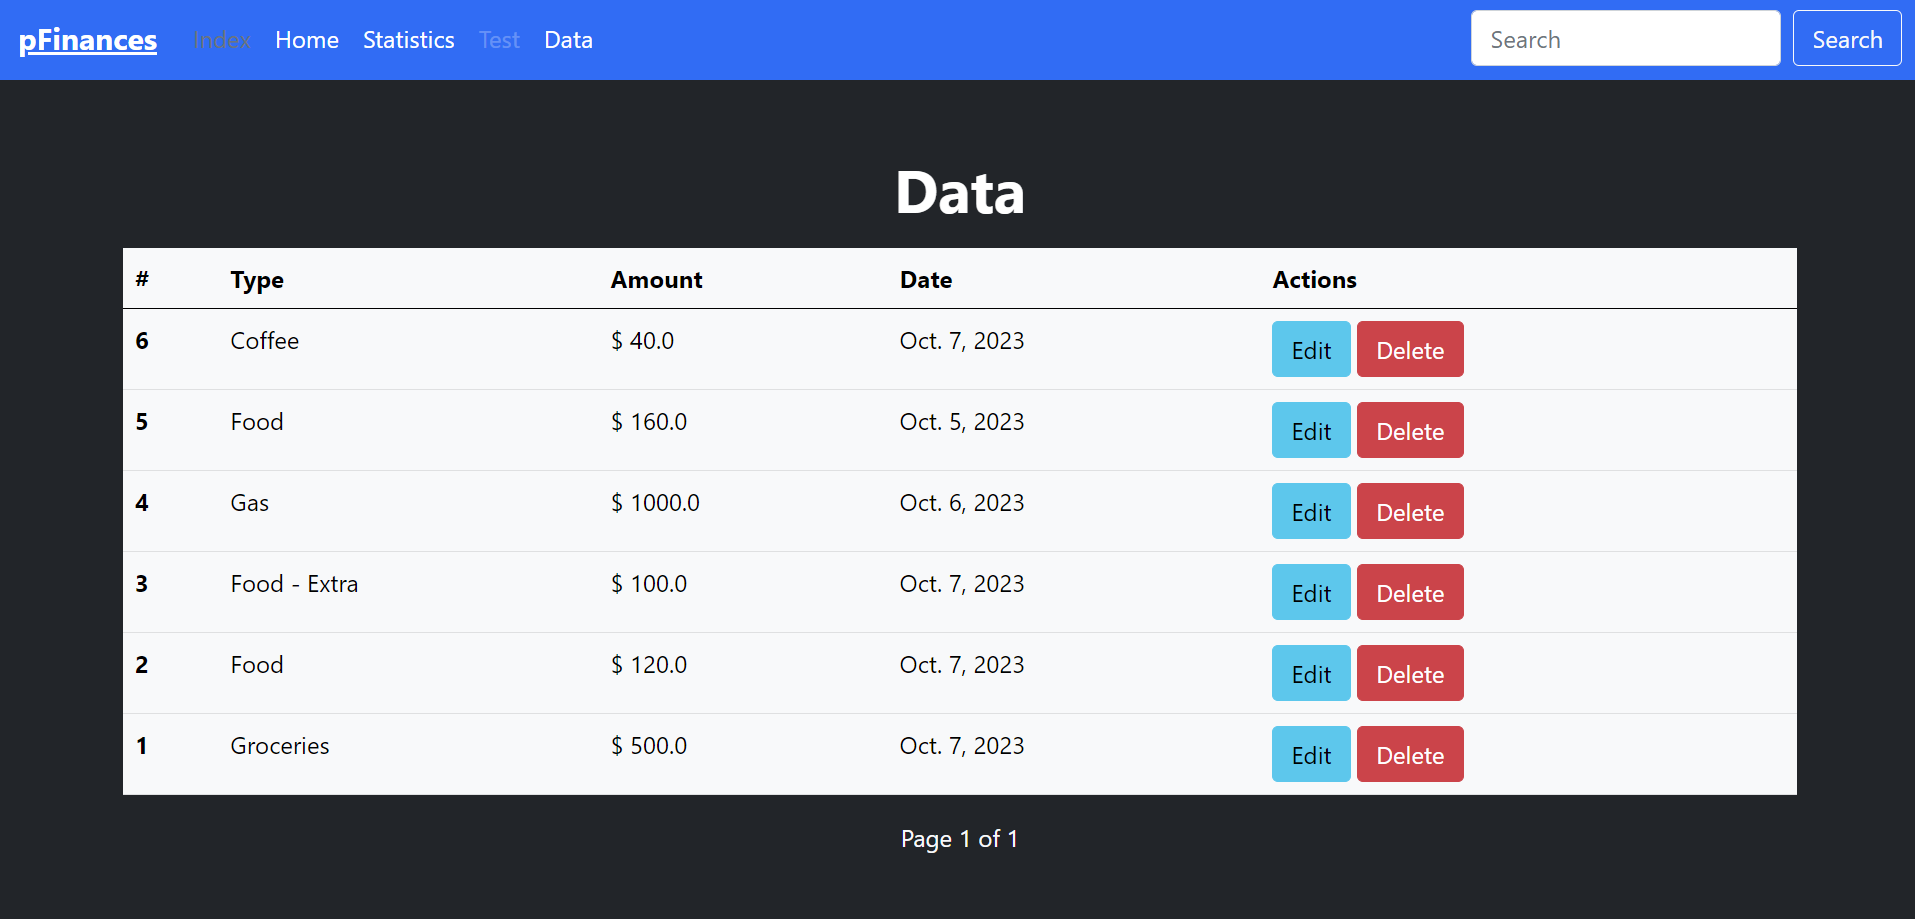 pFinances Index Home Statistics Test Data Search Search
Data
# Type Amount Date Actions
6 Coffee $ 40.0 Oct. 7, 2023 Edit Delete
5 Food $ 160.0 Oct. 5, 2023 Edit Delete
4 Gas $ 1000.0 Oct. 6, 2023 Edit Delete
3 Food - Extra $ 100.0 Oct. 7, 2023 Edit Delete
2 Food $ 120.0 Oct. 7, 2023 Edit Delete
1 Groceries $ 500.0 Oct. 7, 2023 Edit Delete
Page 1 of 1